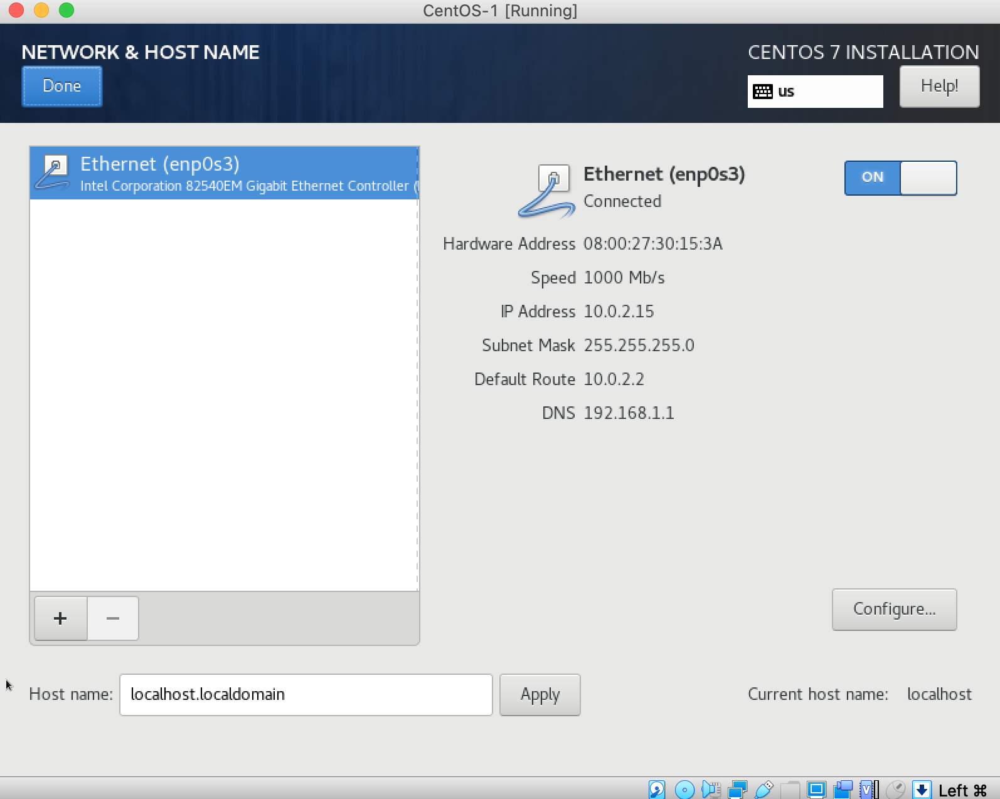 CentOS-1 [Running]
NETWORK & HOST NAME
CENTOS 7 INSTALLATION
Done
us
Help!
Ethernet (enp0s3)
Intel Corporation 82540EM Gigabit Ethernet Controller (
Ethernet (enp0s3)
Connected
ON
Hardware Address 08:00:27:30:15:3A
Speed 1000 Mb/s
IP Address 10.0.2.15
Subnet Mask 255.255.255.0
Default Route 10.0.2.2
DNS 192.168.1.1
+ −
Configure...
Host name: localhost.localdomain Apply
Current host name: localhost
Left ⌘